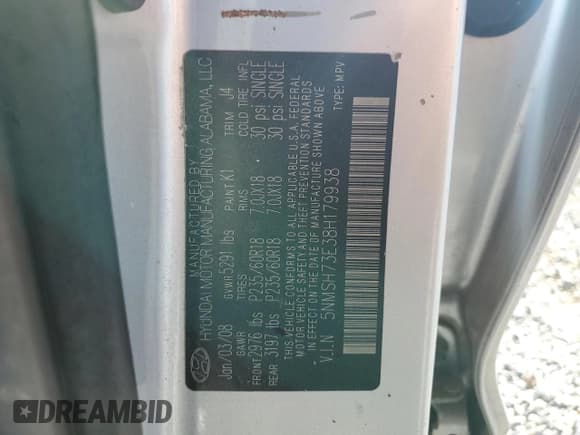 MANUFACTURED BY
HYUNDAI MOTOR MANUFACTURING ALABAMA, LLC
Jan/03/08 GVWR 5291 lbs PAINT K1 TRIM J4
GAWR TIRES RIMS COLD TIRE INFL
FRONT 2976 lbs P235/60R18 7.0JX18 30 psi SINGLE
REAR 3197 lbs P235/60R18 7.0JX18 30 psi SINGLE
THIS VEHICLE CONFORMS TO ALL APPLICABLE U.S.A. FEDERAL
MOTOR VEHICLE SAFETY AND THEFT PREVENTION STANDARDS
IN EFFECT ON THE DATE OF MANUFACTURE SHOWN ABOVE
V.I.N 5NMSH73E38H179938 TYPE: MPV
DREAMBID